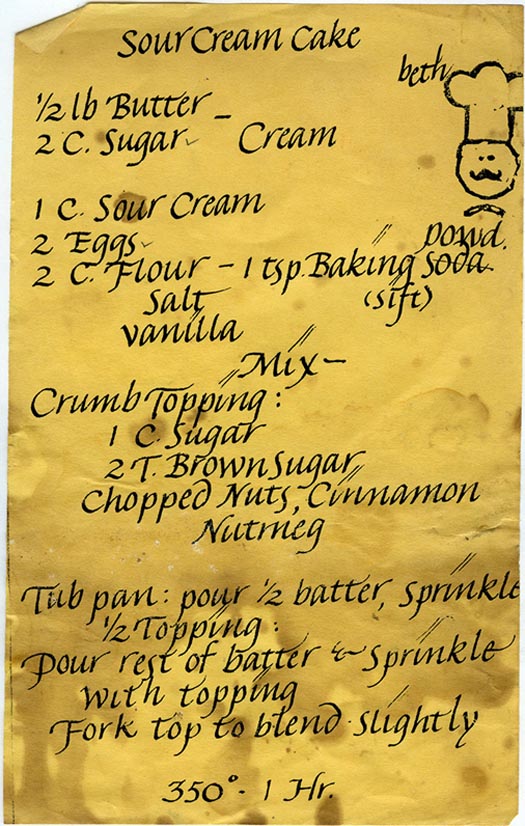 Sour Cream Cake
beth
1/2 lb Butter –
2 C. Sugar Cream
1 C. Sour Cream
2 Eggs
powd.
2 C. Flour – 1 tsp. Baking Soda
Salt (sift)
vanilla
Mix –
Crumb Topping :
1 C. Sugar
2 T. Brown Sugar
Chopped Nuts, Cinnamon
Nutmeg
Tub pan: pour 1/2 batter, sprinkle
1/2 Topping :
Pour rest of batter & sprinkle
with topping
Fork top to blend slightly
350° - 1 Hr.